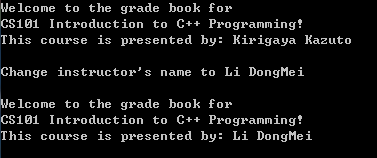 Welcome to the grade book for
CS101 Introduction to C++ Programming!
This course is presented by: Kirigaya Kazuto
Change instructor's name to Li DongMei
Welcome to the grade book for
CS101 Introduction to C++ Programming!
This course is presented by: Li DongMei